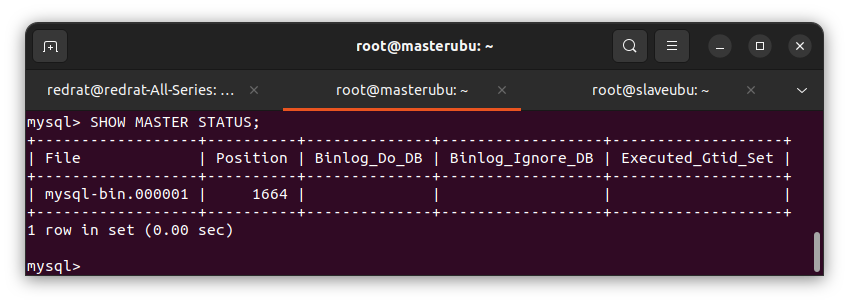 root@masterubu: ~
redrat@redrat-All-Series: ...
root@masterubu: ~
root@slaveubu: ~
mysql> SHOW MASTER STATUS;
+------------------+----------+--------------+------------------+-------------------+
| File             | Position | Binlog_Do_DB | Binlog_Ignore_DB | Executed_Gtid_Set |
+------------------+----------+--------------+------------------+-------------------+
| mysql-bin.000001 |     1664 |              |                  |                   |
+------------------+----------+--------------+------------------+-------------------+
1 row in set (0.00 sec)
mysql>